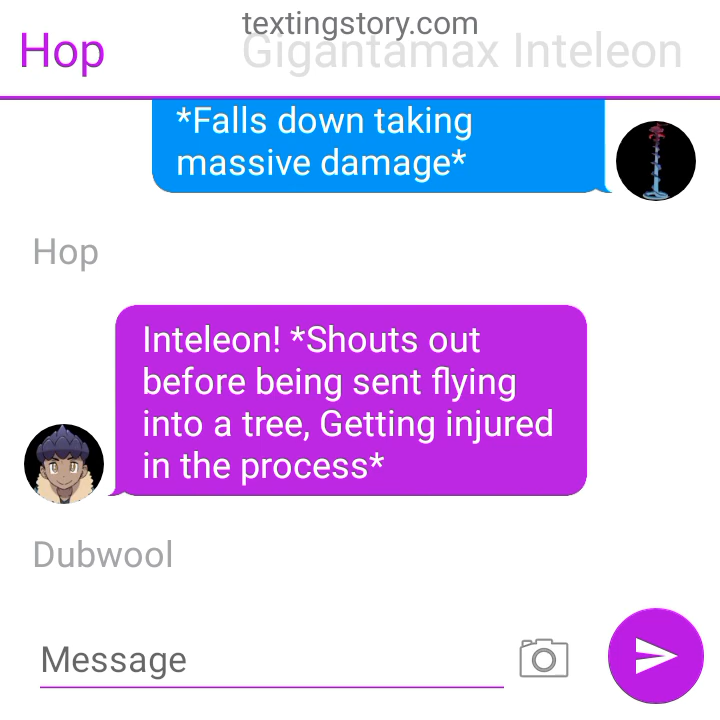 textingstory.com
Hop
Gigantamax Inteleon
*Falls down taking
massive damage*
Hop
Inteleon! *Shouts out
before being sent flying
into a tree, Getting injured
in the process*
Dubwool
Message